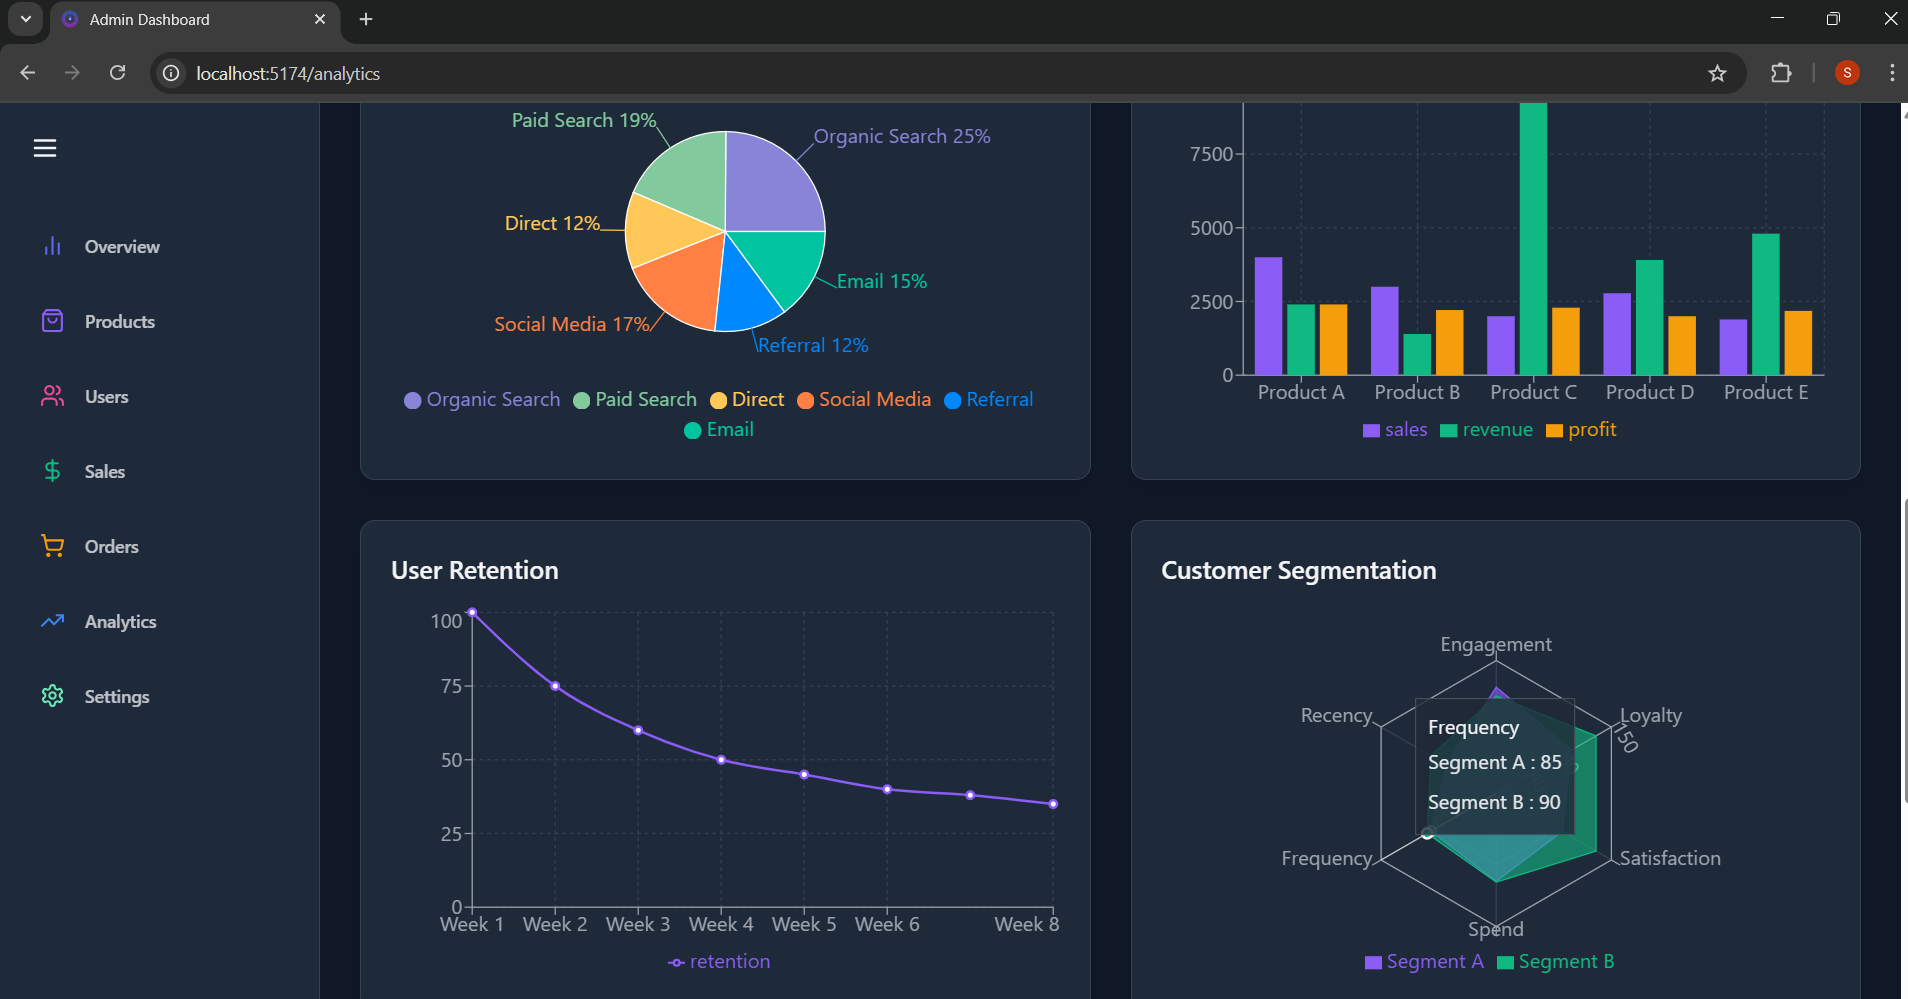 Admin Dashboard
localhost:5174/analytics
S
Overview
Products
Users
Sales
Orders
Analytics
Settings
Paid Search 19%
Organic Search 25%
Direct 12%
Email 15%
Social Media 17%
Referral 12%
Organic Search Paid Search Direct Social Media Referral
Email
7500
5000
2500
0
Product A Product B Product C Product D Product E
sales revenue profit
User Retention
100
75
50
25
0
Week 1 Week 2 Week 3 Week 4 Week 5 Week 6 Week 8
retention
Customer Segmentation
Engagement
Recency
Loyalty
150
Frequency
Segment A : 85
Segment B : 90
Frequency
Satisfaction
Spend
Segment A Segment B